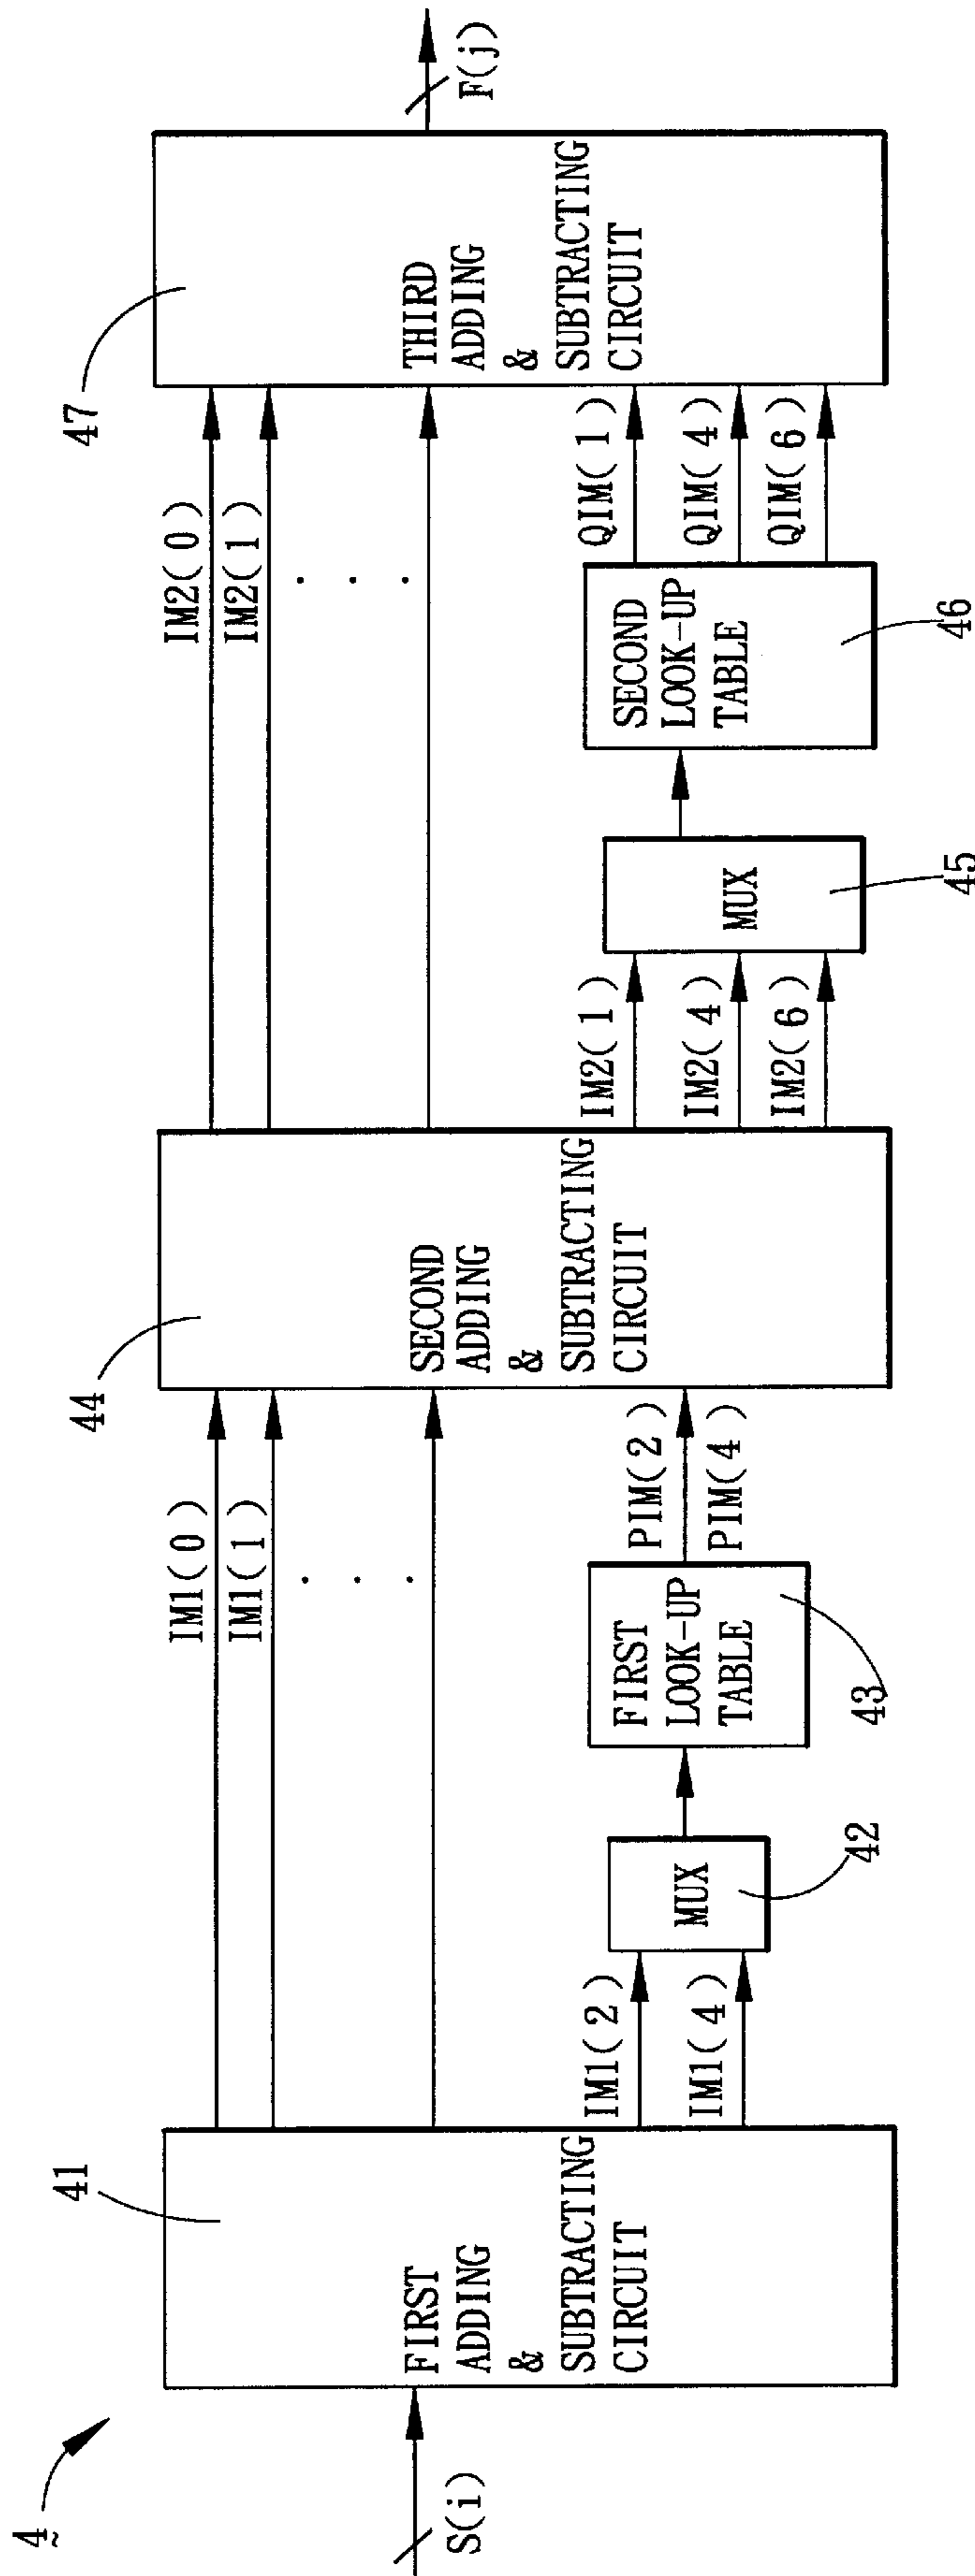 4
S(i)
41
FIRST
ADDING
&
SUBTRACTING
CIRCUIT
IM1(0)
IM1(1)
. . .
IM1(2)
IM1(4)
MUX
42
FIRST
LOOK-UP
TABLE
43
PIM(2)
PIM(4)
44
SECOND
ADDING
&
SUBTRACTING
CIRCUIT
IM2(0)
IM2(1)
. . .
IM2(1)
IM2(4)
IM2(6)
MUX
45
SECOND
LOOK-UP
TABLE
46
QIM(1)
QIM(4)
QIM(6)
47
THIRD
ADDING
&
SUBTRACTING
CIRCUIT
F(j)